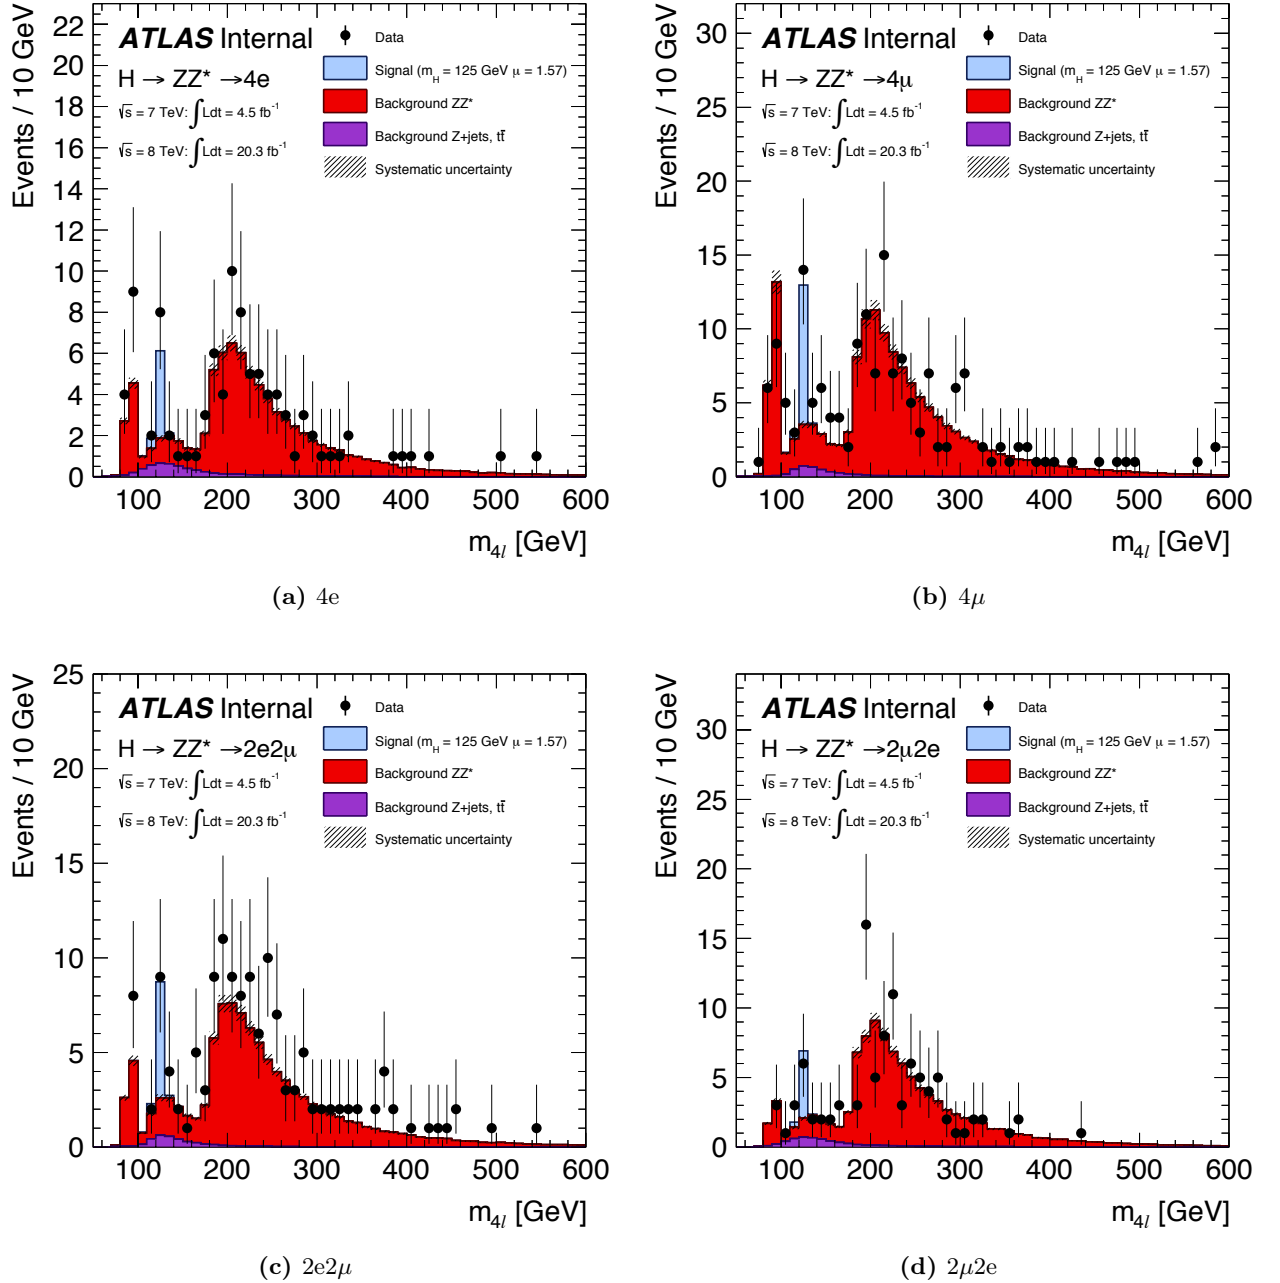 Events / 10 GeV
22
20
18
16
14
12
10
8
6
4
2
0
ATLAS Internal
H → ZZ* →4e
√s = 7 TeV: ∫Ldt = 4.5 fb⁻¹
√s = 8 TeV: ∫Ldt = 20.3 fb⁻¹
Data
Signal (m_H = 125 GeV μ = 1.57)
Background ZZ*
Background Z+jets, tt̄
Systematic uncertainty
100 200 300 400 500 600
m_4l [GeV]
(a) 4e
Events / 10 GeV
30
25
20
15
10
5
0
ATLAS Internal
H → ZZ* →4μ
√s = 7 TeV: ∫Ldt = 4.5 fb⁻¹
√s = 8 TeV: ∫Ldt = 20.3 fb⁻¹
Data
Signal (m_H = 125 GeV μ = 1.57)
Background ZZ*
Background Z+jets, tt̄
Systematic uncertainty
100 200 300 400 500 600
m_4l [GeV]
(b) 4μ
Events / 10 GeV
25
20
15
10
5
0
ATLAS Internal
H → ZZ* →2e2μ
√s = 7 TeV: ∫Ldt = 4.5 fb⁻¹
√s = 8 TeV: ∫Ldt = 20.3 fb⁻¹
Data
Signal (m_H = 125 GeV μ = 1.57)
Background ZZ*
Background Z+jets, tt̄
Systematic uncertainty
100 200 300 400 500 600
m_4l [GeV]
(c) 2e2μ
Events / 10 GeV
30
25
20
15
10
5
0
ATLAS Internal
H → ZZ* →2μ2e
√s = 7 TeV: ∫Ldt = 4.5 fb⁻¹
√s = 8 TeV: ∫Ldt = 20.3 fb⁻¹
Data
Signal (m_H = 125 GeV μ = 1.57)
Background ZZ*
Background Z+jets, tt̄
Systematic uncertainty
100 200 300 400 500 600
m_4l [GeV]
(d) 2μ2e